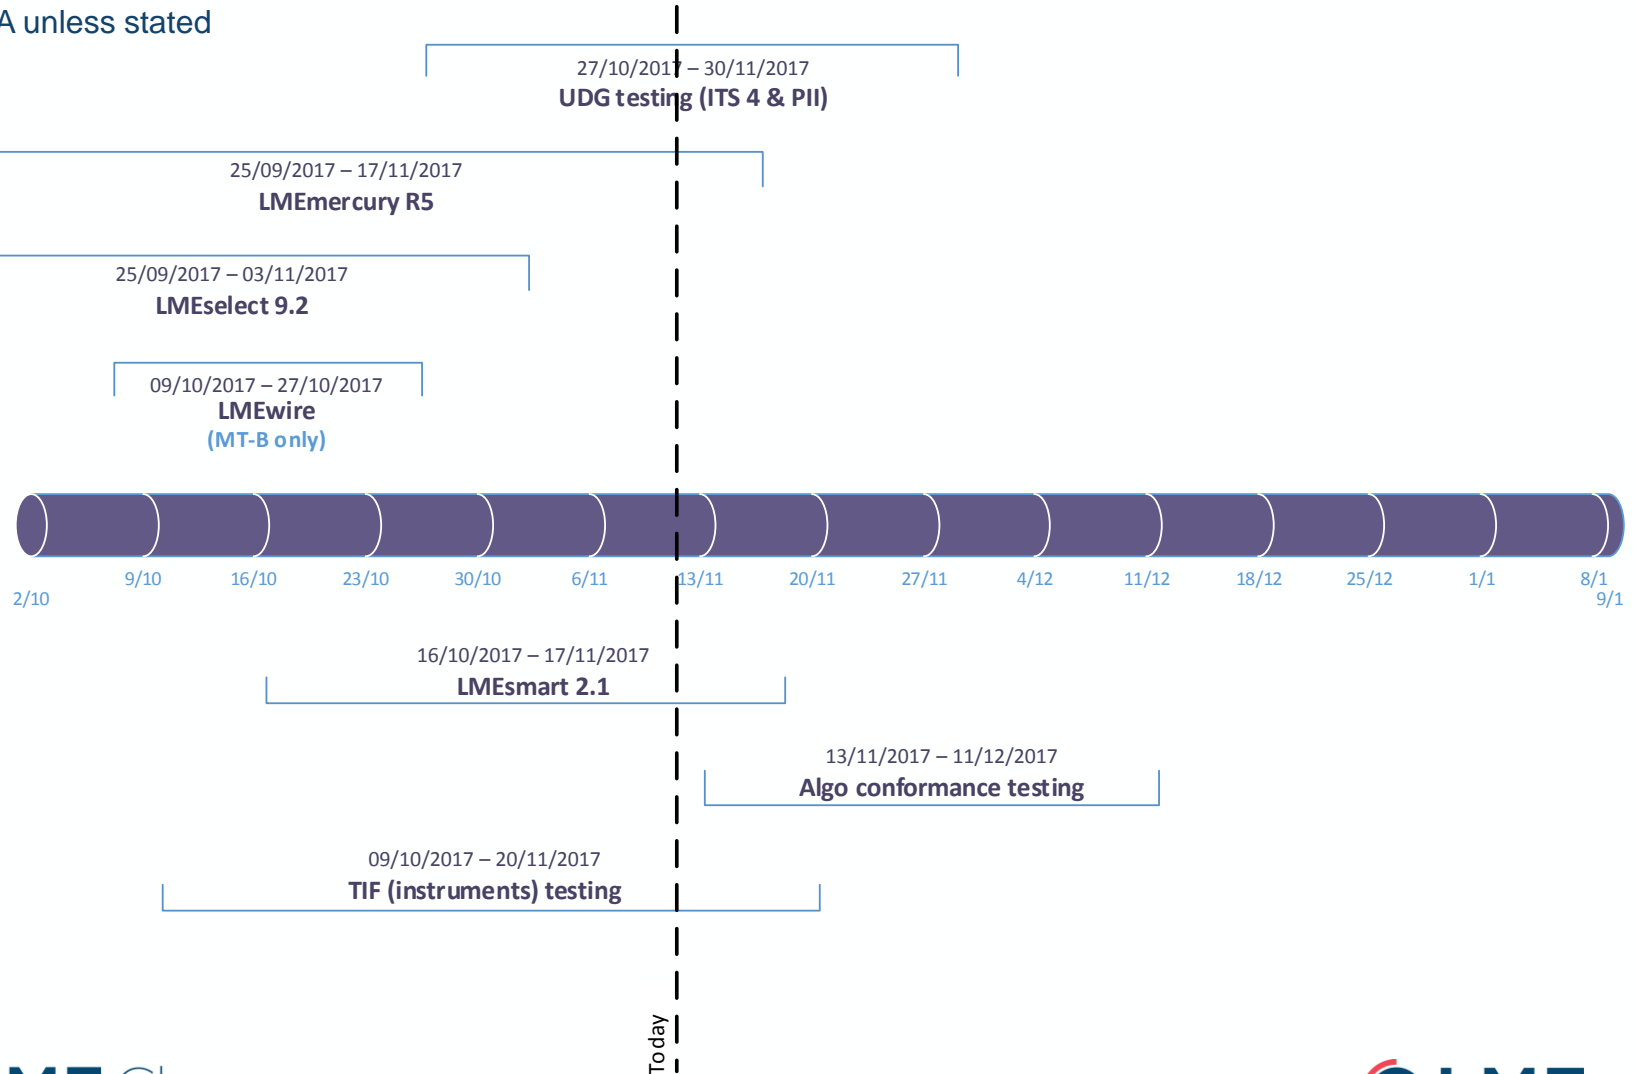 A unless stated
27/10/2017 – 30/11/2017
UDG testing (ITS 4 & PII)
25/09/2017 – 17/11/2017
LMEmercury R5
25/09/2017 – 03/11/2017
LMEselect 9.2
09/10/2017 – 27/10/2017
LMEwire
(MT-B only)
9/10 16/10 23/10 30/10 6/11 13/11 20/11 27/11 4/12 11/12 18/12 25/12 1/1 8/1
2/10 9/1
16/10/2017 – 17/11/2017
LMEsmart 2.1
13/11/2017 – 11/12/2017
Algo conformance testing
09/10/2017 – 20/11/2017
TIF (instruments) testing
Today
LME